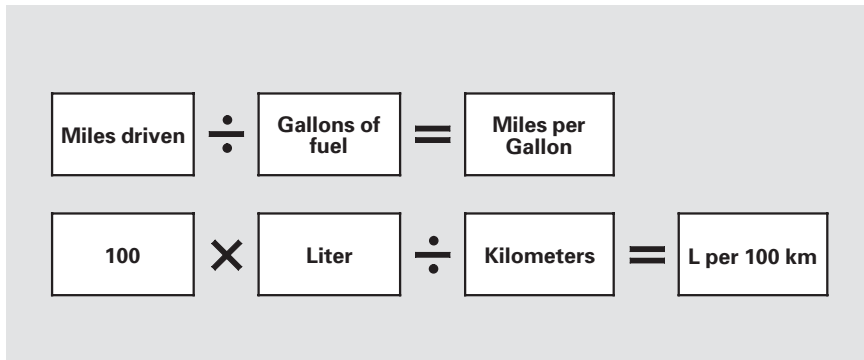 Miles driven ÷ Gallons of
fuel = Miles per
Gallon
100 × Liter ÷ Kilometers = L per 100 km